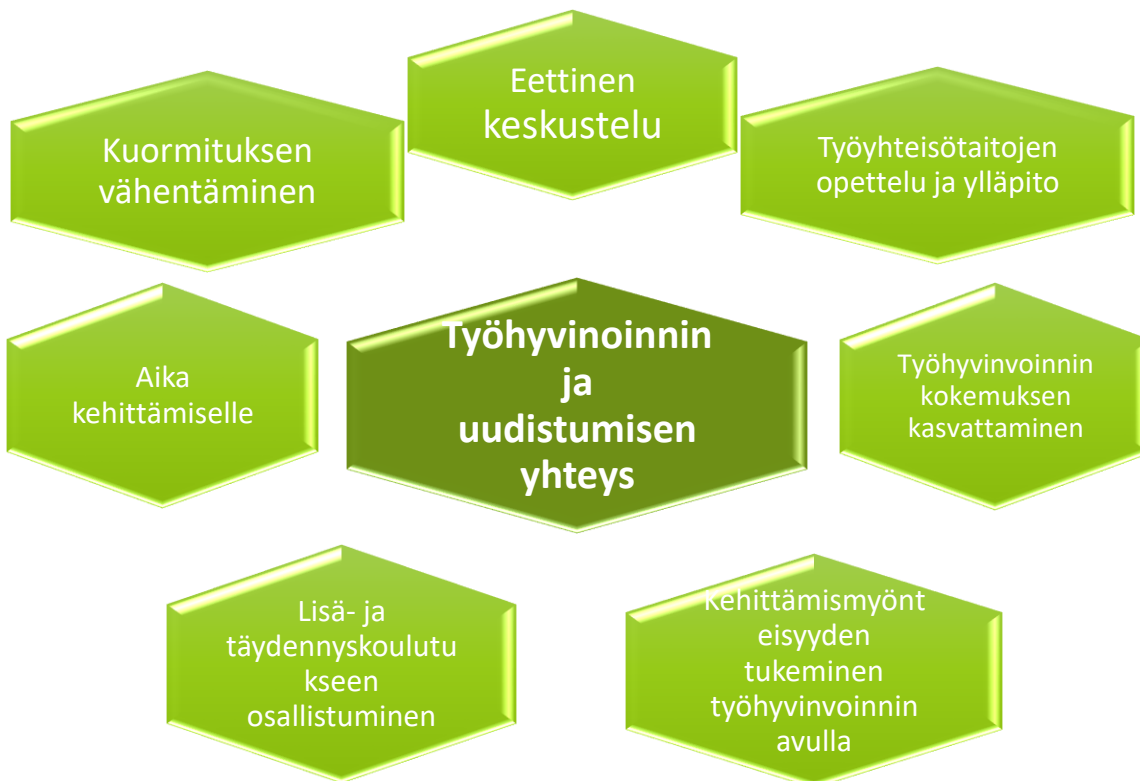 Eettinen
keskustelu
Kuormituksen
vähentäminen
Työyhteisötaitojen
opettelu ja ylläpito
Aika
kehittämiselle
Työhyvinoinnin
ja
uudistumisen
yhteys
Työhyvinvoinnin
kokemuksen
kasvattaminen
Lisä- ja
täydennyskoulutu
kseen
osallistuminen
Kehittämismyönt
eisyyden
tukeminen
työhyvinvoinnin
avulla